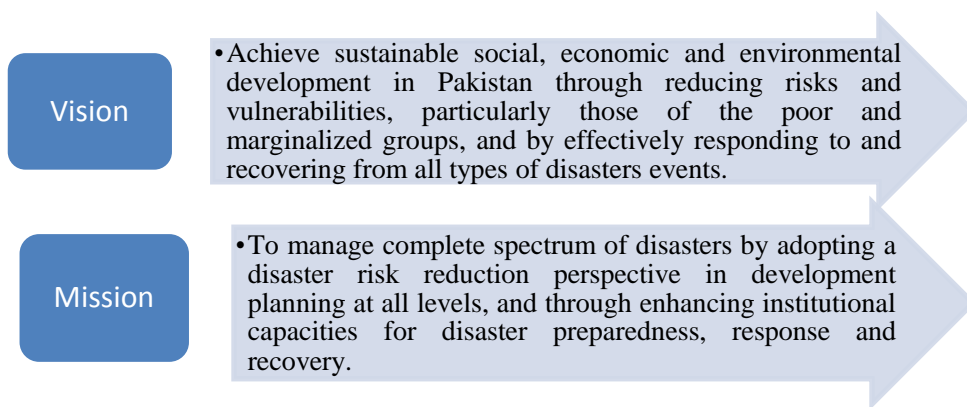 Vision
•Achieve sustainable social, economic and environmental
development in Pakistan through reducing risks and
vulnerabilities, particularly those of the poor and
marginalized groups, and by effectively responding to and
recovering from all types of disasters events.
Mission
•To manage complete spectrum of disasters by adopting a
disaster risk reduction perspective in development
planning at all levels, and through enhancing institutional
capacities for disaster preparedness, response and
recovery.